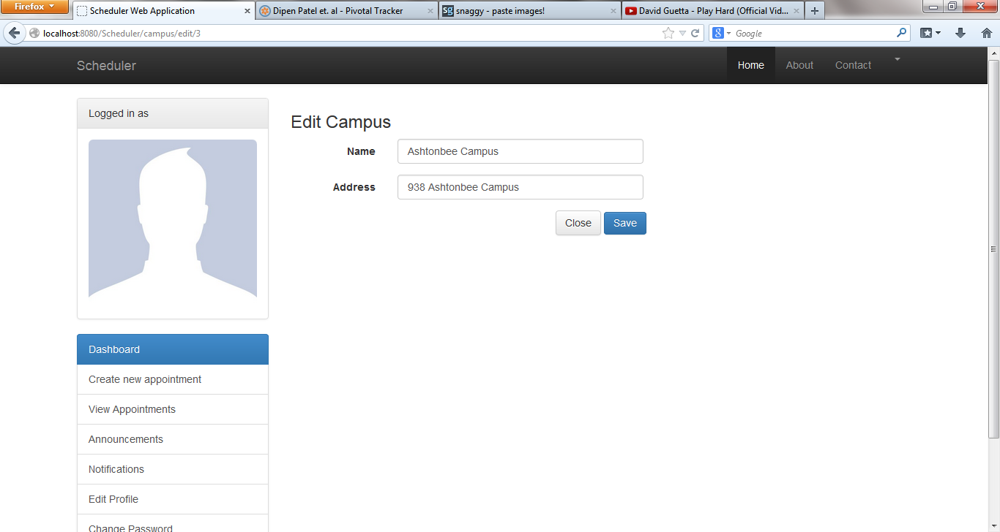 Firefox
Scheduler Web Application
Dipen Patel et. al - Pivotal Tracker
snaggy - paste images!
David Guetta - Play Hard (Official Vid...
localhost:8080/Scheduler/campus/edit/3
Google
Scheduler
Home
About
Contact
Logged in as
Edit Campus
Name
Ashtonbee Campus
Address
938 Ashtonbee Campus
Close
Save
Dashboard
Create new appointment
View Appointments
Announcements
Notifications
Edit Profile
Change Password